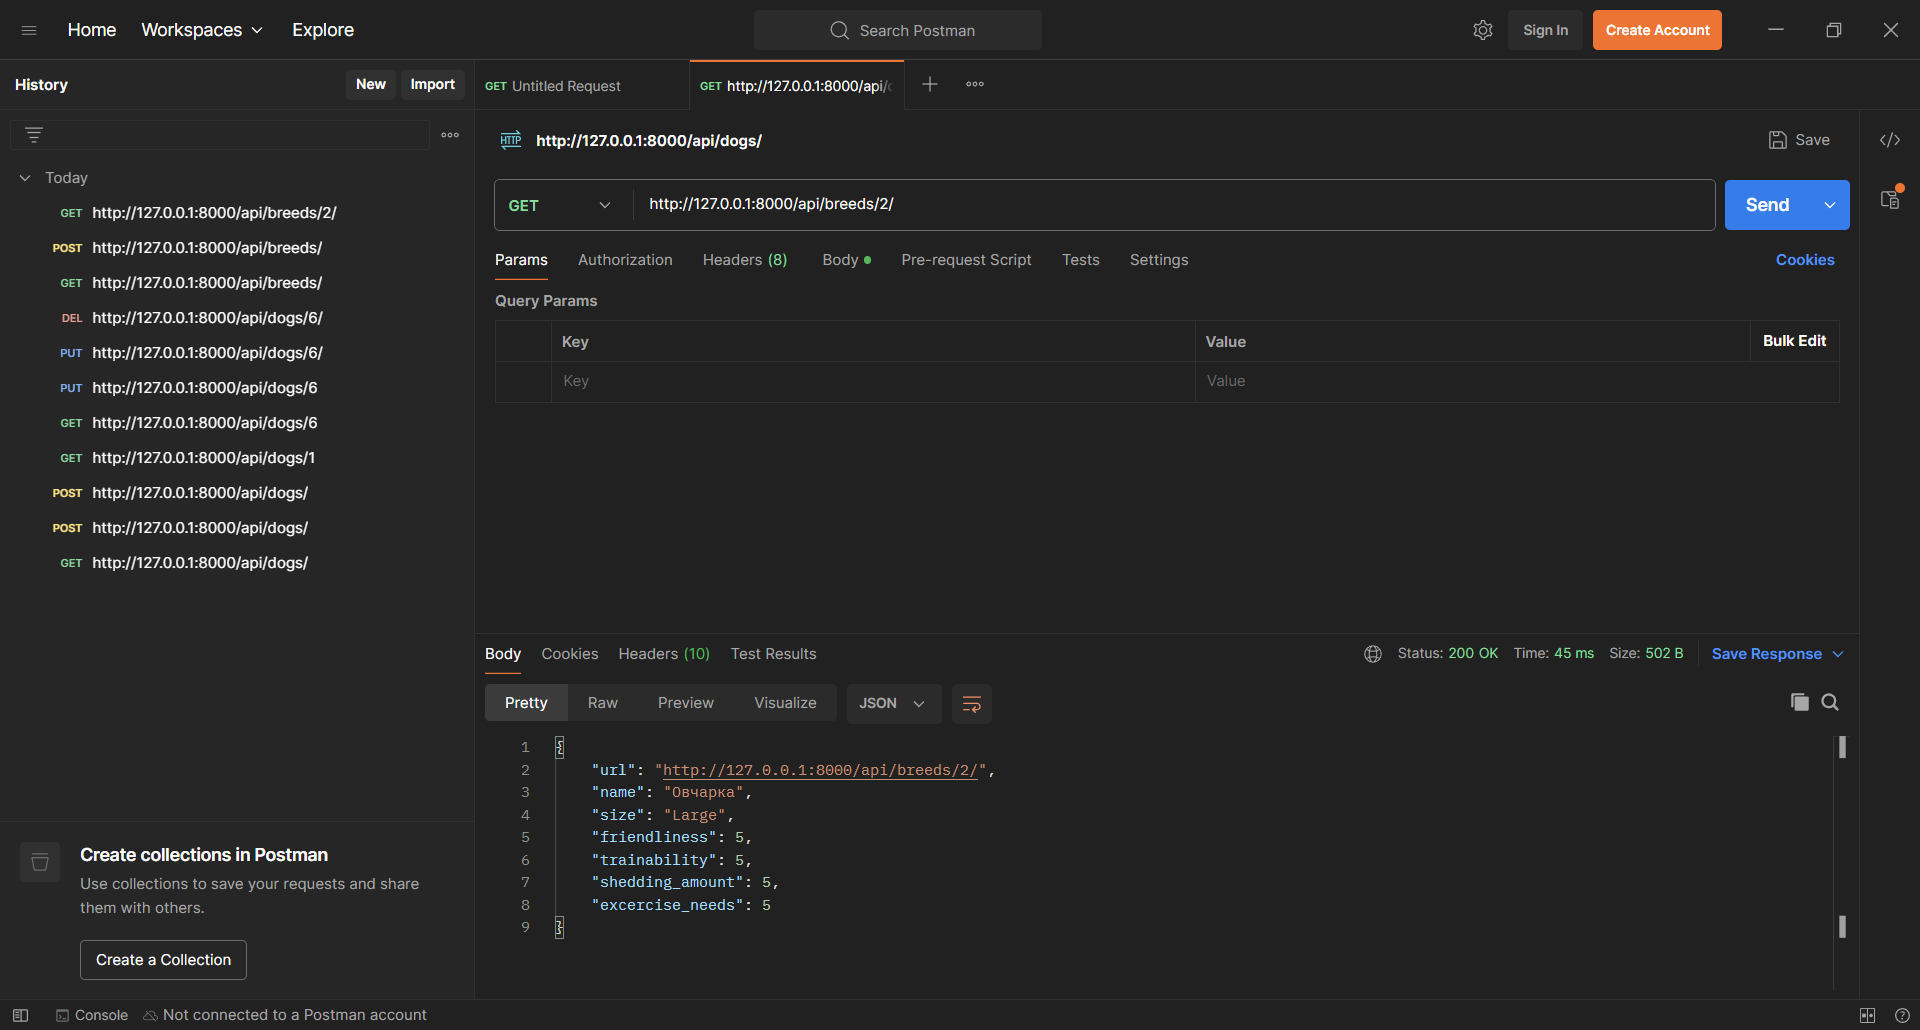 Home Workspaces Explore Search Postman Sign In Create Account
History New Import
Today
GET http://127.0.0.1:8000/api/breeds/2/
POST http://127.0.0.1:8000/api/breeds/
GET http://127.0.0.1:8000/api/breeds/
DEL http://127.0.0.1:8000/api/dogs/6/
PUT http://127.0.0.1:8000/api/dogs/6/
PUT http://127.0.0.1:8000/api/dogs/6
GET http://127.0.0.1:8000/api/dogs/6
GET http://127.0.0.1:8000/api/dogs/1
POST http://127.0.0.1:8000/api/dogs/
POST http://127.0.0.1:8000/api/dogs/
GET http://127.0.0.1:8000/api/dogs/
Create collections in Postman
Use collections to save your requests and share
them with others.
Create a Collection
GET Untitled Request GET http://127.0.0.1:8000/api/d
HTTP http://127.0.0.1:8000/api/dogs/ Save
GET http://127.0.0.1:8000/api/breeds/2/ Send
Params Authorization Headers (8) Body Pre-request Script Tests Settings Cookies
Query Params
Key Value Bulk Edit
Key Value
Body Cookies Headers (10) Test Results Status: 200 OK Time: 45 ms Size: 502 B Save Response
Pretty Raw Preview Visualize JSON
1 {
2 "url": "http://127.0.0.1:8000/api/breeds/2/",
3 "name": "Овчарка",
4 "size": "Large",
5 "friendliness": 5,
6 "trainability": 5,
7 "shedding_amount": 5,
8 "excercise_needs": 5
9 }
Console Not connected to a Postman account